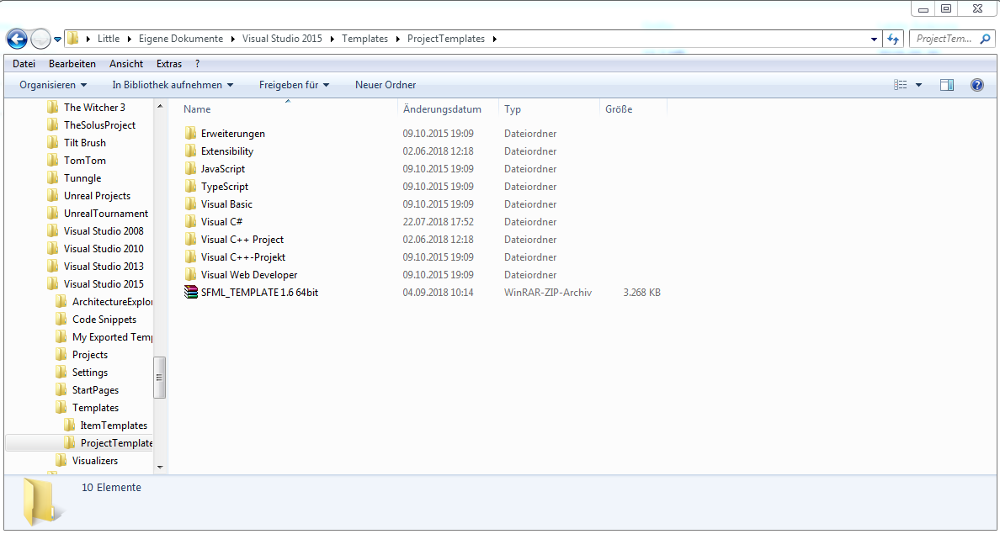 Little ▸ Eigene Dokumente ▸ Visual Studio 2015 ▸ Templates ▸ ProjectTemplates ▸ ProjectTem...
Datei Bearbeiten Ansicht Extras ?
Organisieren In Bibliothek aufnehmen Freigeben für Neuer Ordner
The Witcher 3
TheSolusProject
Tilt Brush
TomTom
Tunngle
Unreal Projects
UnrealTournament
Visual Studio 2008
Visual Studio 2010
Visual Studio 2013
Visual Studio 2015
ArchitectureExplor
Code Snippets
My Exported Temp
Projects
Settings
StartPages
Templates
ItemTemplates
ProjectTemplate
Visualizers
Name Änderungsdatum Typ Größe
Erweiterungen 09.10.2015 19:09 Dateiordner
Extensibility 02.06.2018 12:18 Dateiordner
JavaScript 09.10.2015 19:09 Dateiordner
TypeScript 09.10.2015 19:09 Dateiordner
Visual Basic 09.10.2015 19:09 Dateiordner
Visual C# 22.07.2018 17:52 Dateiordner
Visual C++ Project 02.06.2018 12:18 Dateiordner
Visual C++-Projekt 09.10.2015 19:09 Dateiordner
Visual Web Developer 09.10.2015 19:09 Dateiordner
SFML_TEMPLATE 1.6 64bit 04.09.2018 10:14 WinRAR-ZIP-Archiv 3.268 KB
10 Elemente